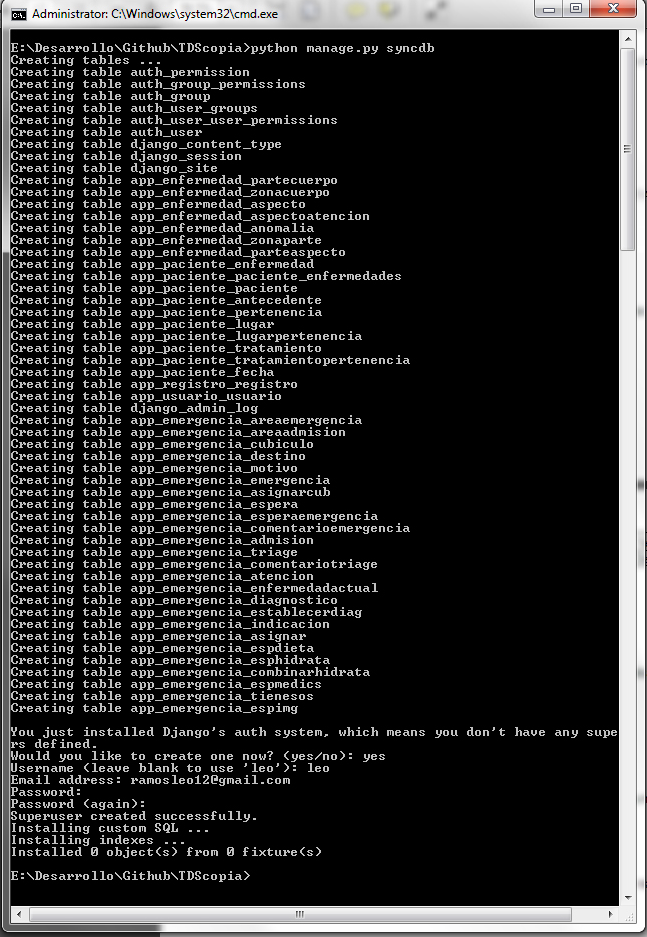 Administrator: C:\Windows\system32\cmd.exe
E:\Desarrollo\Github\TDScopia>python manage.py syncdb
Creating tables ...
Creating table auth_permission
Creating table auth_group_permissions
Creating table auth_group
Creating table auth_user_groups
Creating table auth_user_user_permissions
Creating table auth_user
Creating table django_content_type
Creating table django_session
Creating table django_site
Creating table app_enfermedad_partecuerpo
Creating table app_enfermedad_zonacuerpo
Creating table app_enfermedad_aspecto
Creating table app_enfermedad_aspectoatencion
Creating table app_enfermedad_anomalia
Creating table app_enfermedad_zonaparte
Creating table app_enfermedad_parteaspecto
Creating table app_paciente_enfermedad
Creating table app_paciente_paciente_enfermedades
Creating table app_paciente_paciente
Creating table app_paciente_antecedente
Creating table app_paciente_pertenencia
Creating table app_paciente_lugar
Creating table app_paciente_lugarpertenencia
Creating table app_paciente_tratamiento
Creating table app_paciente_tratamientopertenencia
Creating table app_paciente_fecha
Creating table app_registro_registro
Creating table app_usuario_usuario
Creating table django_admin_log
Creating table app_emergencia_areaemergencia
Creating table app_emergencia_areaadmision
Creating table app_emergencia_cubiculo
Creating table app_emergencia_destino
Creating table app_emergencia_motivo
Creating table app_emergencia_emergencia
Creating table app_emergencia_asignarcub
Creating table app_emergencia_espera
Creating table app_emergencia_esperaemergencia
Creating table app_emergencia_comentarioemergencia
Creating table app_emergencia_admision
Creating table app_emergencia_triage
Creating table app_emergencia_comentariotriage
Creating table app_emergencia_atencion
Creating table app_emergencia_enfermedadactual
Creating table app_emergencia_diagnostico
Creating table app_emergencia_establecerdiag
Creating table app_emergencia_indicacion
Creating table app_emergencia_asignar
Creating table app_emergencia_espdieta
Creating table app_emergencia_esphidrata
Creating table app_emergencia_combinarhidrata
Creating table app_emergencia_espmedics
Creating table app_emergencia_tienesos
Creating table app_emergencia_espimg
You just installed Django's auth system, which means you don't have any supe
rs defined.
Would you like to create one now? (yes/no): yes
Username (leave blank to use 'leo'): leo
Email address: ramosleo12@gmail.com
Password:
Password (again):
Superuser created successfully.
Installing custom SQL ...
Installing indexes ...
Installed 0 object(s) from 0 fixture(s)
E:\Desarrollo\Github\TDScopia>